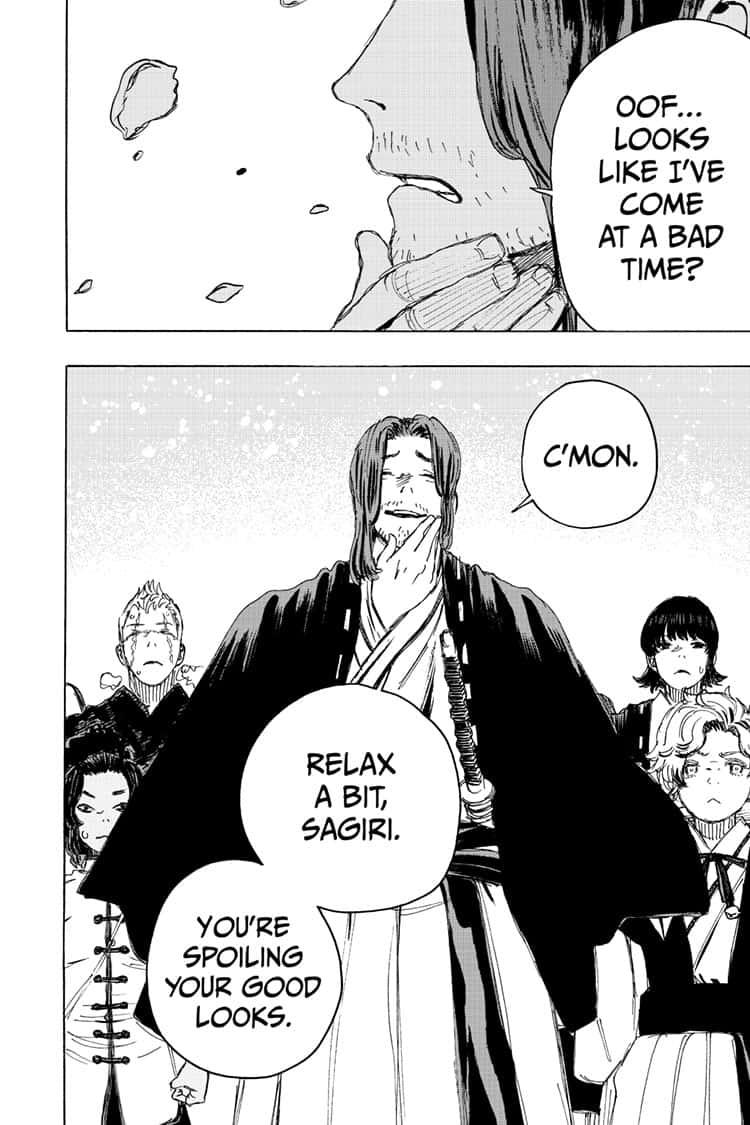 OOF...
LOOKS
LIKE I'VE
COME
AT A BAD
TIME?
C'MON.
RELAX
A BIT,
SAGIRI.
YOU'RE
SPOILING
YOUR GOOD
LOOKS.